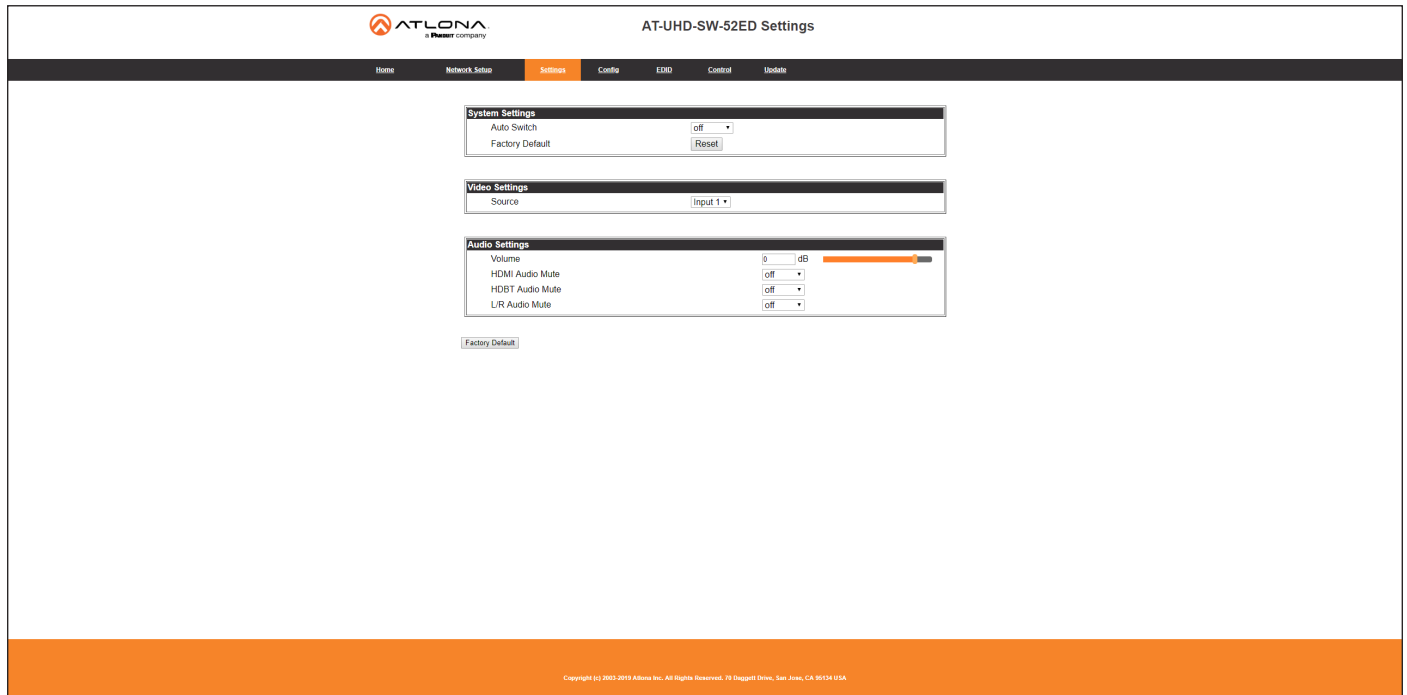 ATLONA
a PANDUIT company
AT-UHD-SW-52ED Settings
Home Network Setup Settings Config EDID Control Update
System Settings
Auto Switch off
Factory Default Reset
Video Settings
Source Input 1
Audio Settings
Volume 0 dB
HDMI Audio Mute off
HDBT Audio Mute off
L/R Audio Mute off
Factory Default
Copyright (c) 2003-2019 Atlona Inc. All Rights Reserved. 70 Daggett Drive, San Jose, CA 95134 USA